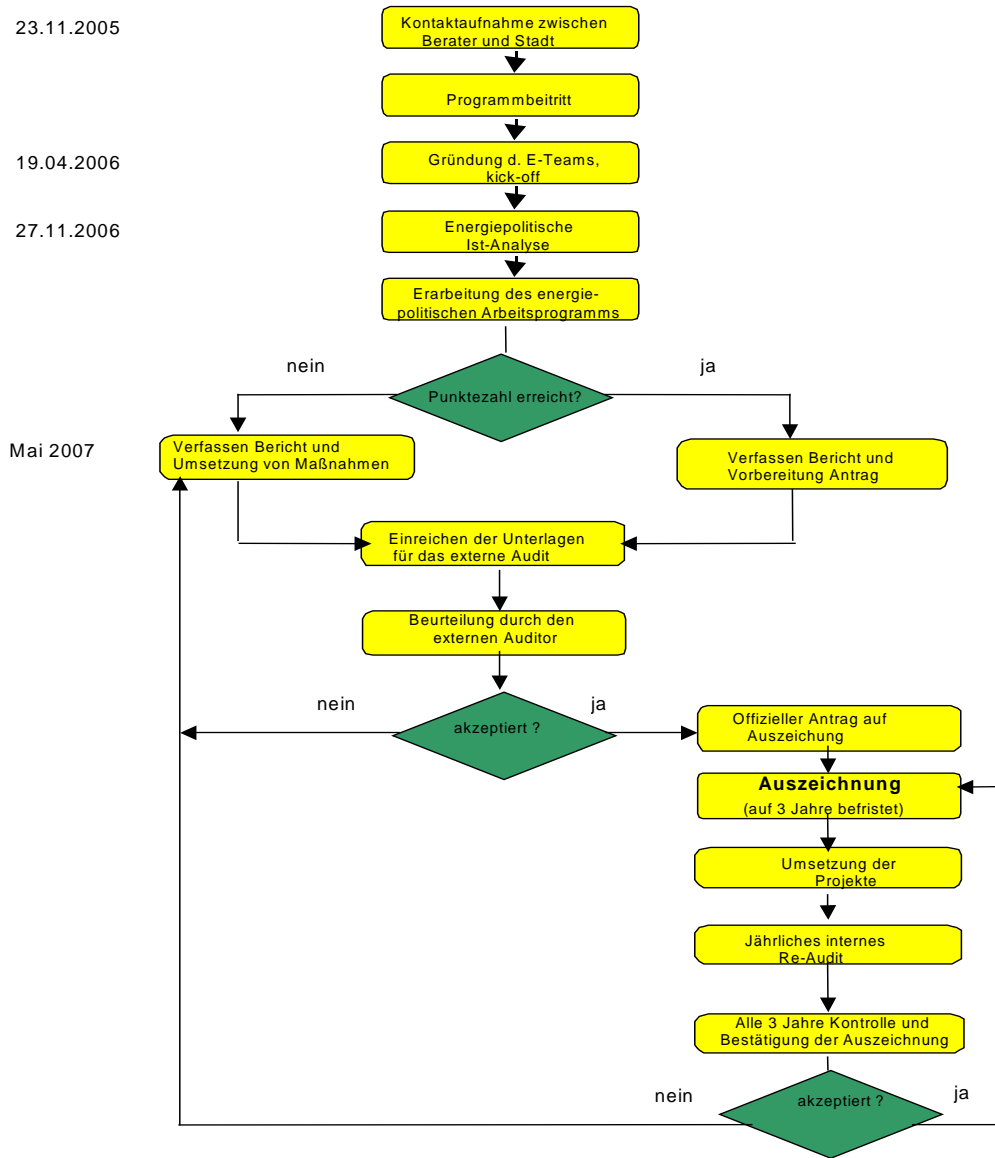 23.11.2005
Kontaktaufnahme zwischen
Berater und Stadt
Programmbeitritt
19.04.2006
Gründung d. E-Teams,
kick-off
27.11.2006
Energiepolitische
Ist-Analyse
Erarbeitung des energie-
politischen Arbeitsprogramms
nein
ja
Punktezahl erreicht?
Mai 2007
Verfassen Bericht und
Umsetzung von Maßnahmen
Verfassen Bericht und
Vorbereitung Antrag
Einreichen der Unterlagen
für das externe Audit
Beurteilung durch den
externen Auditor
nein
ja
akzeptiert ?
Offizieller Antrag auf
Auszeichung
Auszeichnung
(auf 3 Jahre befristet)
Umsetzung der
Projekte
Jährliches internes
Re-Audit
Alle 3 Jahre Kontrolle und
Bestätigung der Auszeichnung
nein
akzeptiert ?
ja